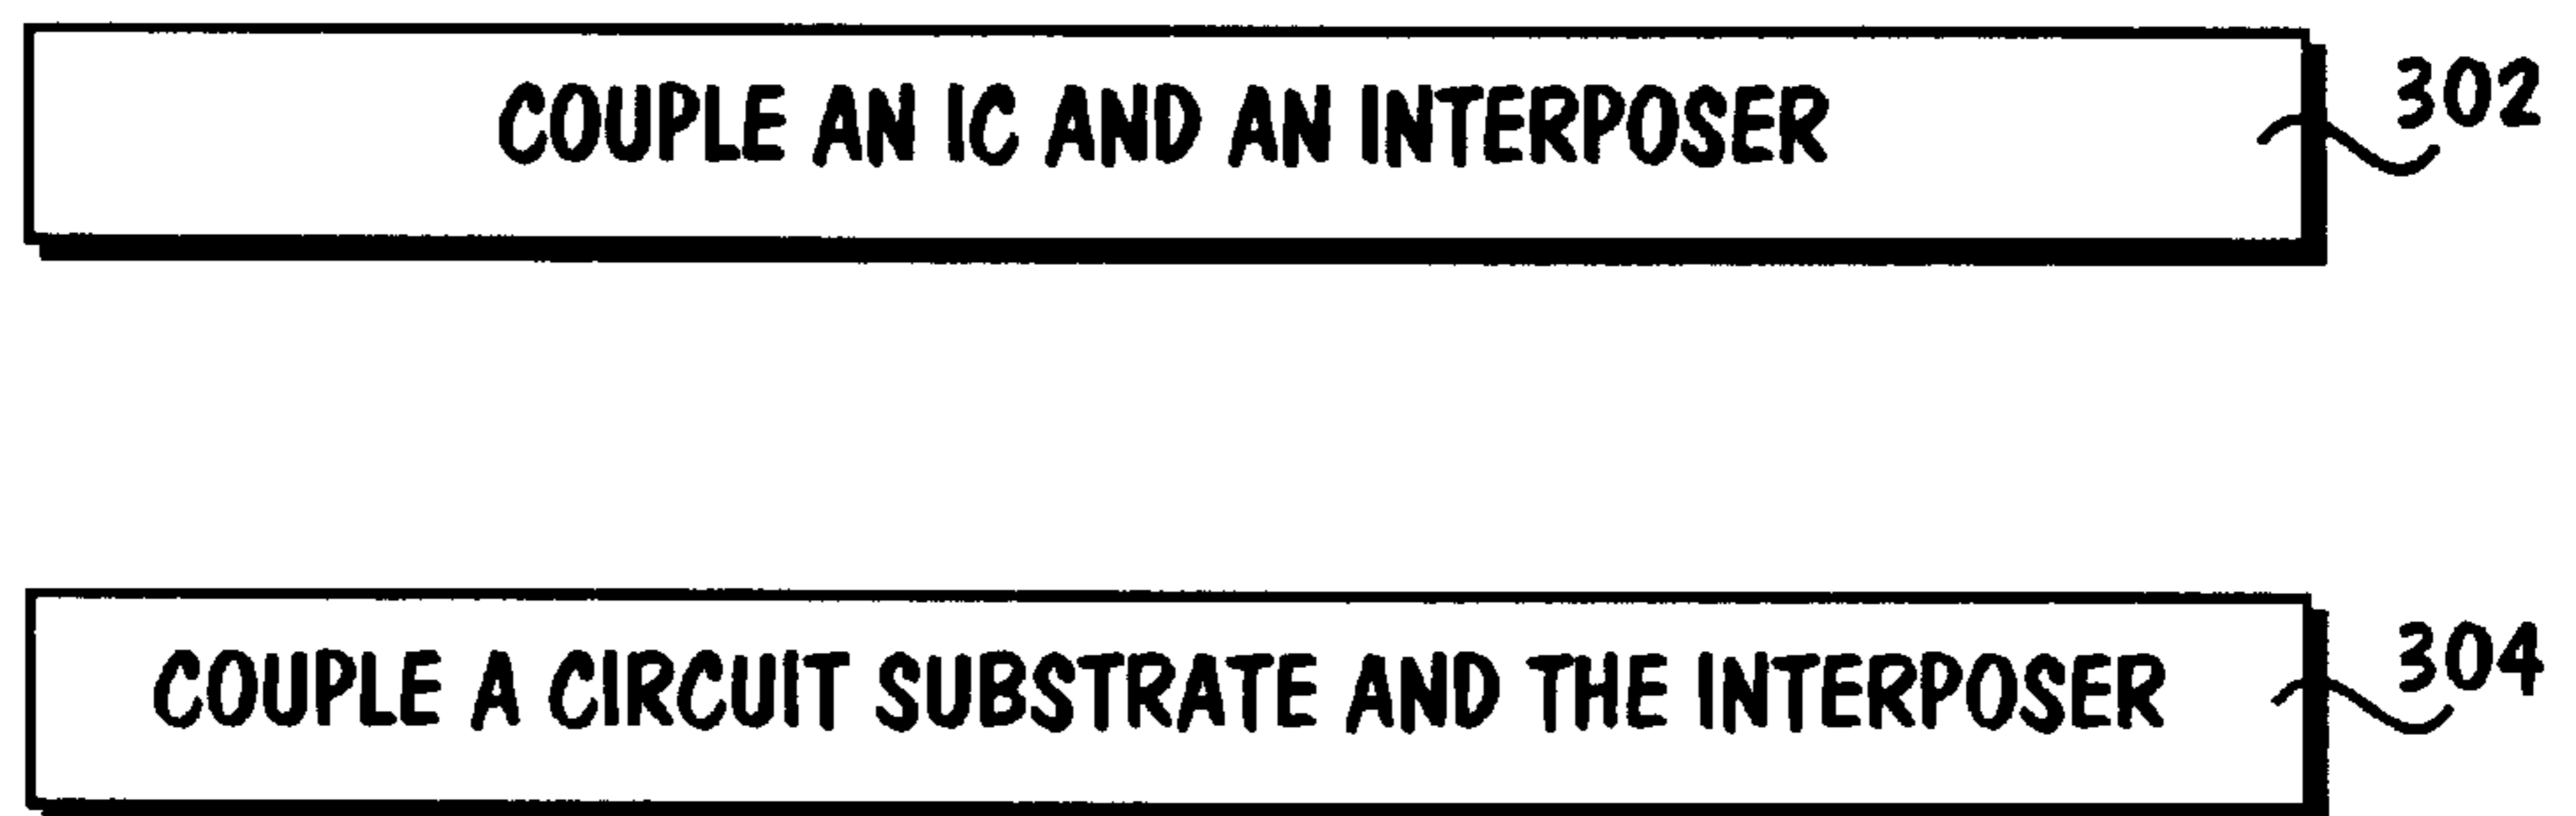 COUPLE AN IC AND AN INTERPOSER 302
COUPLE A CIRCUIT SUBSTRATE AND THE INTERPOSER 304